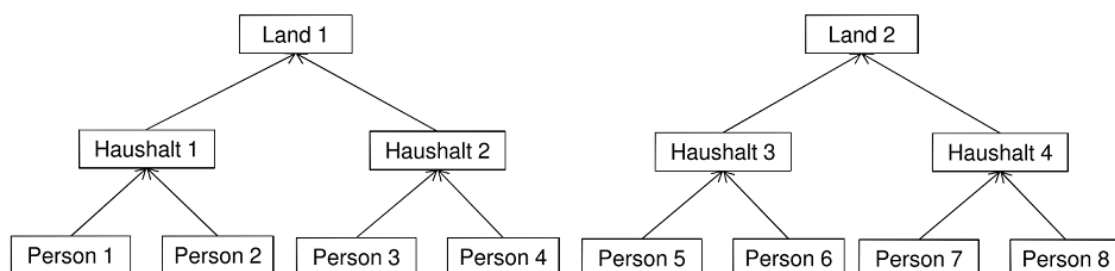 Land 1
Land 2
Haushalt 1
Haushalt 2
Haushalt 3
Haushalt 4
Person 1
Person 2
Person 3
Person 4
Person 5
Person 6
Person 7
Person 8